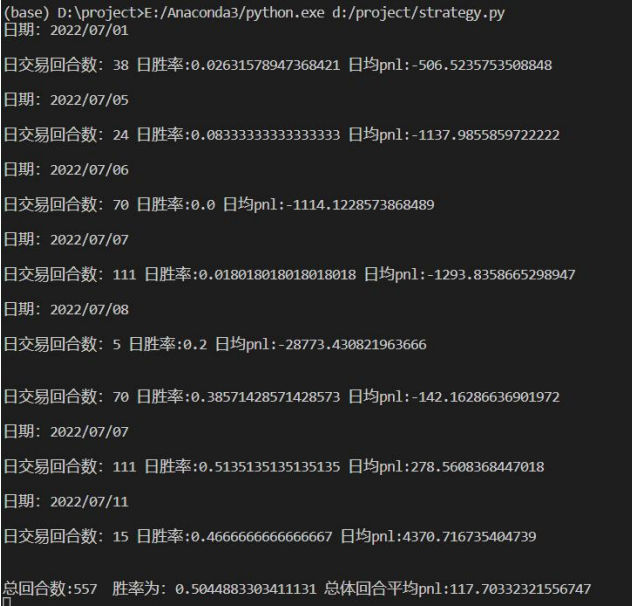 (base) D:\project>E:/Anaconda3/python.exe d:/project/strategy.py
日期: 2022/07/01
日交易回合数: 38 日胜率:0.02631578947368421 日均pnl:-506.5235753508848
日期: 2022/07/05
日交易回合数: 24 日胜率:0.08333333333333333 日均pnl:-1137.9855859722222
日期: 2022/07/06
日交易回合数: 70 日胜率:0.0 日均pnl:-1114.1228573868489
日期: 2022/07/07
日交易回合数: 111 日胜率:0.018018018018018018 日均pnl:-1293.8358665298947
日期: 2022/07/08
日交易回合数: 5 日胜率:0.2 日均pnl:-28773.430821963666
日交易回合数: 70 日胜率:0.38571428571428573 日均pnl:-142.16286636901972
日期: 2022/07/07
日交易回合数: 111 日胜率:0.5135135135135135 日均pnl:278.5608368447018
日期: 2022/07/11
日交易回合数: 15 日胜率:0.4666666666666667 日均pnl:4370.716735404739
总回合数:557 胜率为: 0.5044883303411131 总体回合平均pnl:117.70332321556747